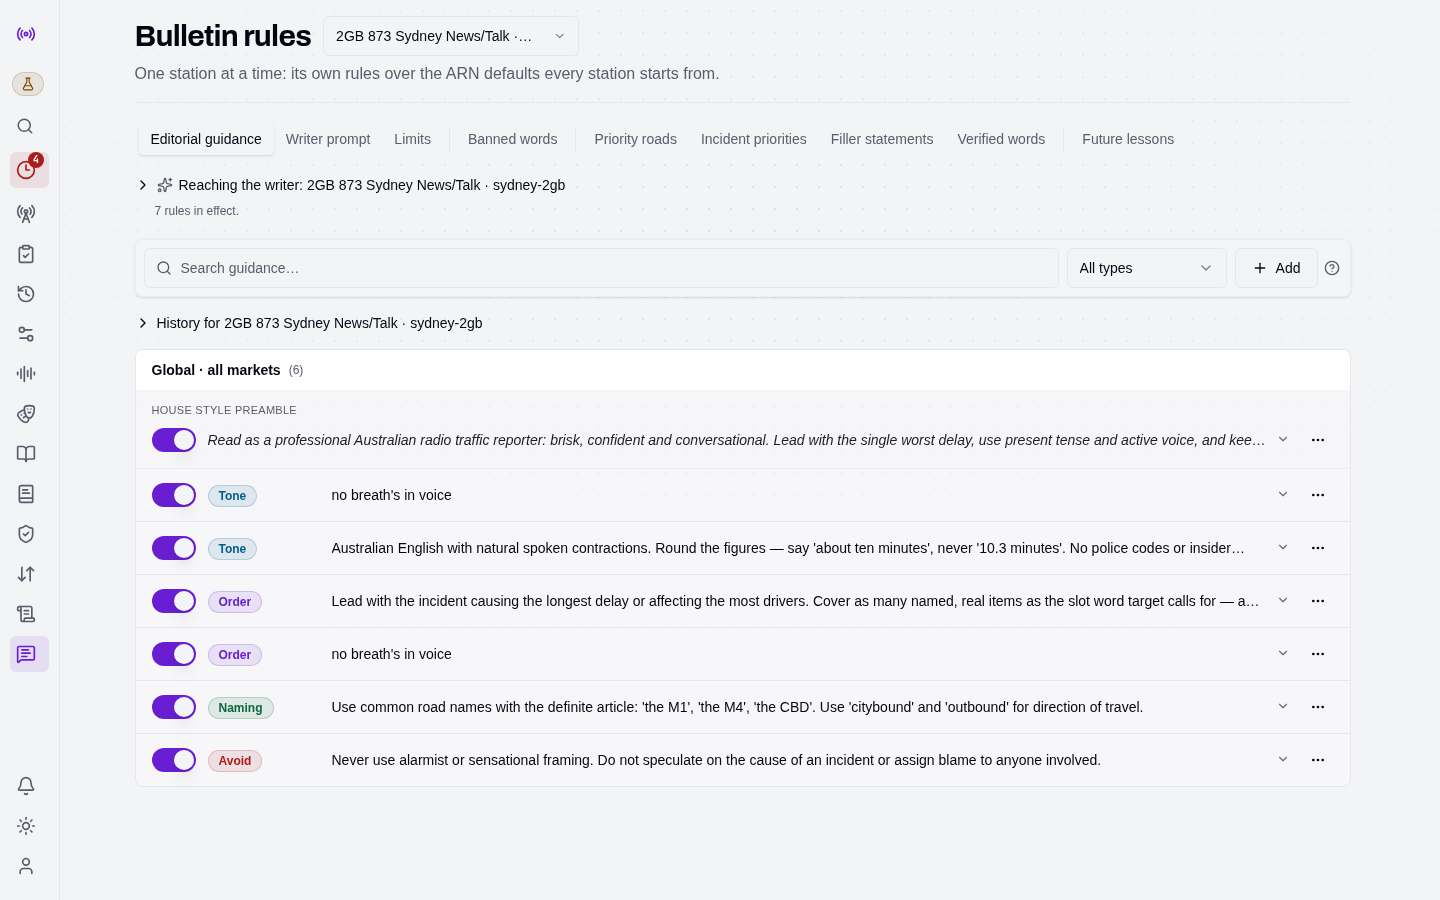 Bulletin rules
2GB 873 Sydney News/Talk ·…
One station at a time: its own rules over the ARN defaults every station starts from.
4
Editorial guidance
Writer prompt
Limits
Banned words
Priority roads
Incident priorities
Filler statements
Verified words
Future lessons
Reaching the writer: 2GB 873 Sydney News/Talk · sydney-2gb
7 rules in effect.
Search guidance…
All types
Add
History for 2GB 873 Sydney News/Talk · sydney-2gb
Global · all markets (6)
HOUSE STYLE PREAMBLE
Read as a professional Australian radio traffic reporter: brisk, confident and conversational. Lead with the single worst delay, use present tense and active voice, and kee…
Tone no breath's in voice
Tone Australian English with natural spoken contractions. Round the figures — say 'about ten minutes', never '10.3 minutes'. No police codes or insider…
Order Lead with the incident causing the longest delay or affecting the most drivers. Cover as many named, real items as the slot word target calls for — a…
Order no breath's in voice
Naming Use common road names with the definite article: 'the M1', 'the M4', 'the CBD'. Use 'citybound' and 'outbound' for direction of travel.
Avoid Never use alarmist or sensational framing. Do not speculate on the cause of an incident or assign blame to anyone involved.